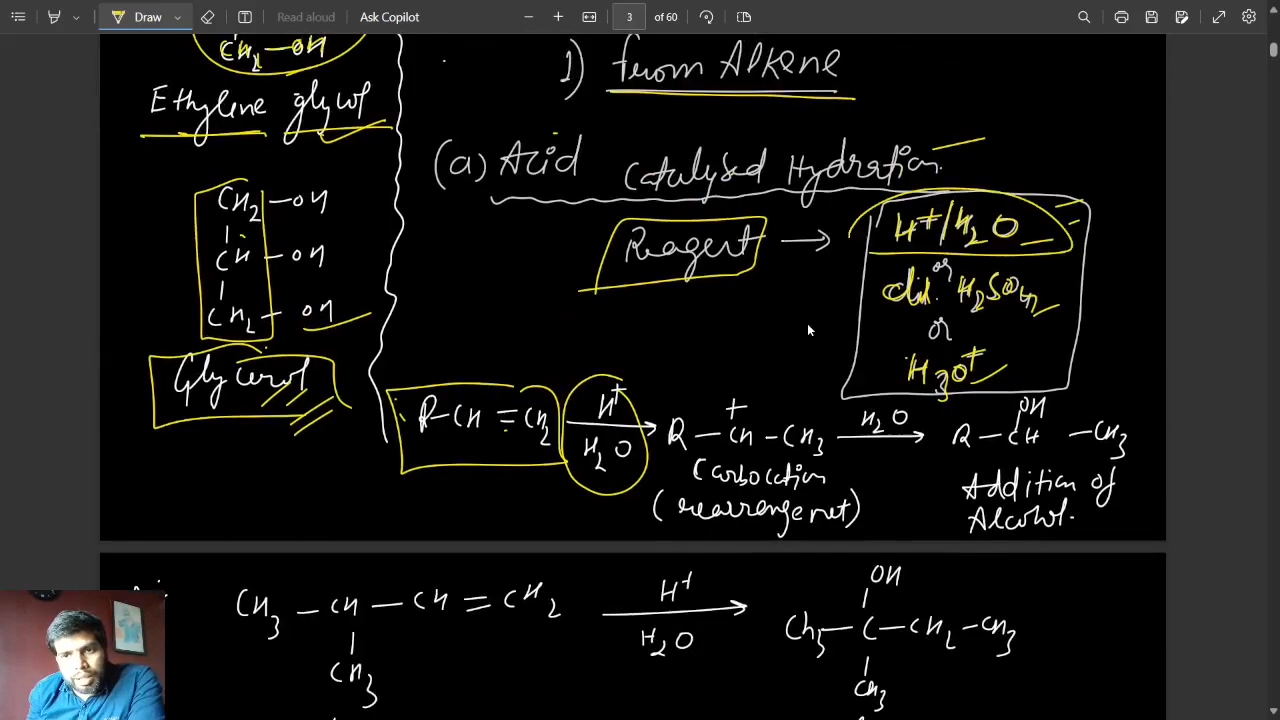 Draw
Read aloud
Ask Copilot
3
of 60
CH2—OH
Ethylene glycol
CH2—OH
CH—OH
CH2—OH
Glycerol
1) from Alkene
(a) Acid Catalysed Hydration.
Reagent →
H+/H2O
or
dil. H2SO4
or
H3O+
R—CH=CH2
H+
H2O
+
R—CH—CH3
Carbocation
(rearrangenet)
H2O
OH
R—CH—CH3
Addition of
Alcohol.
CH3—CH—CH=CH2
CH3
H+
H2O
OH
CH3—C—CH2—CH3
CH3